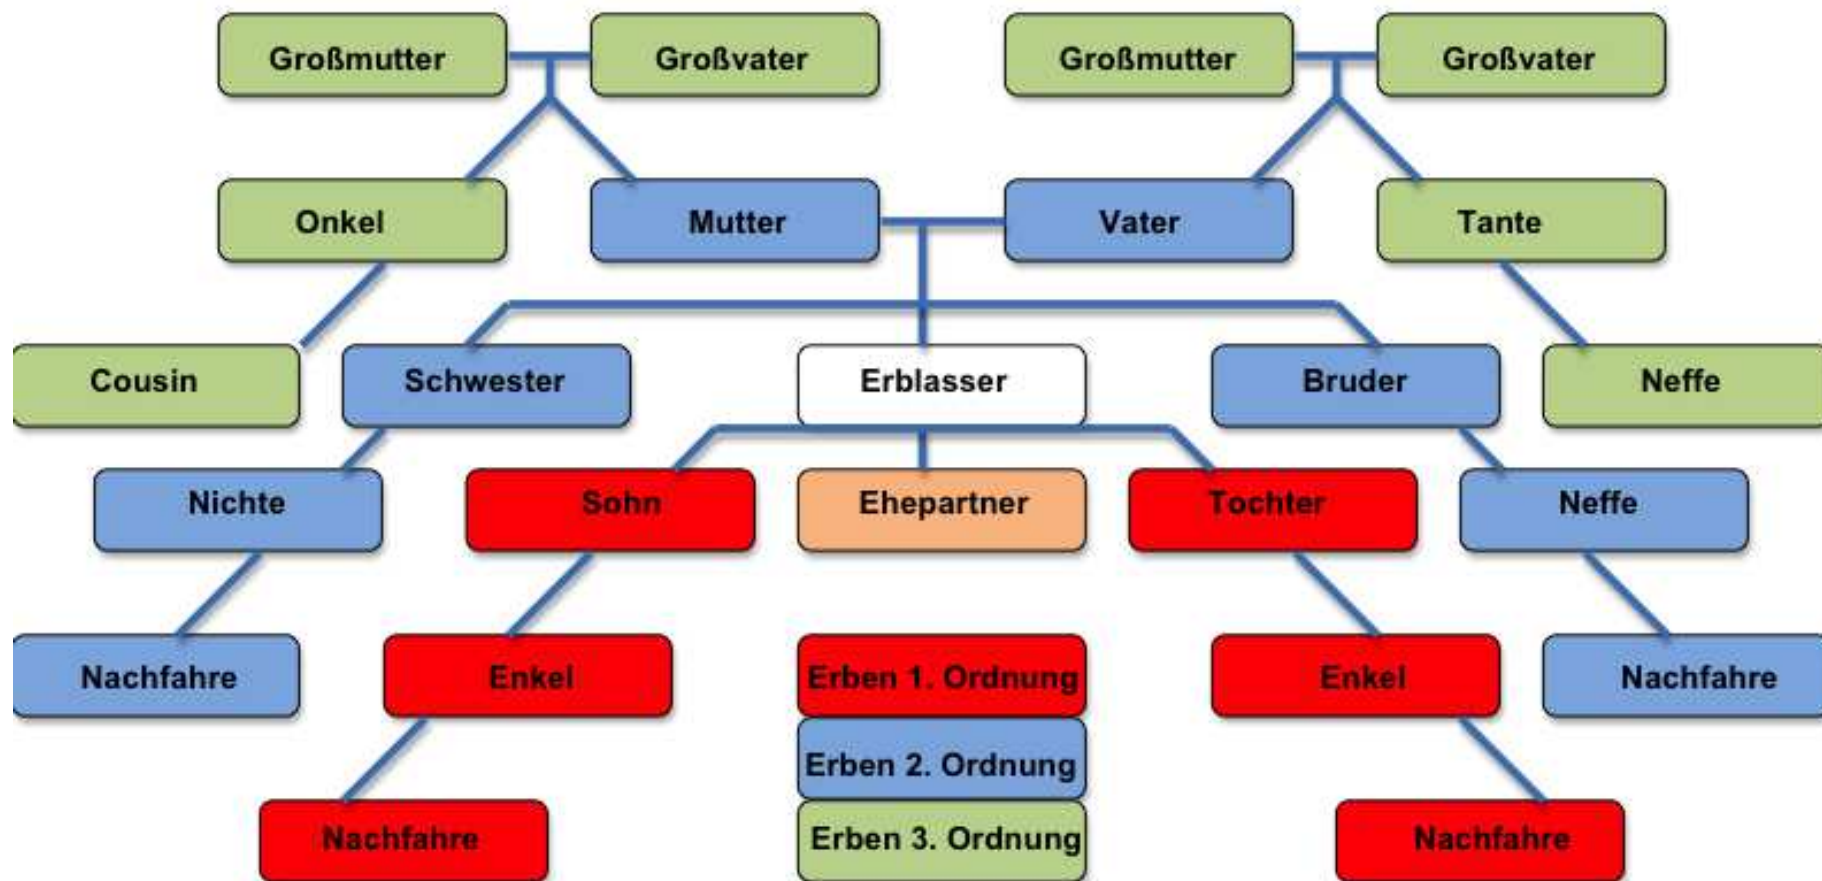 Großmutter
Großvater
Großmutter
Großvater
Onkel
Mutter
Vater
Tante
Cousin
Schwester
Erblasser
Bruder
Neffe
Nichte
Sohn
Ehepartner
Tochter
Neffe
Nachfahre
Enkel
Erben 1. Ordnung
Enkel
Nachfahre
Erben 2. Ordnung
Nachfahre
Erben 3. Ordnung
Nachfahre